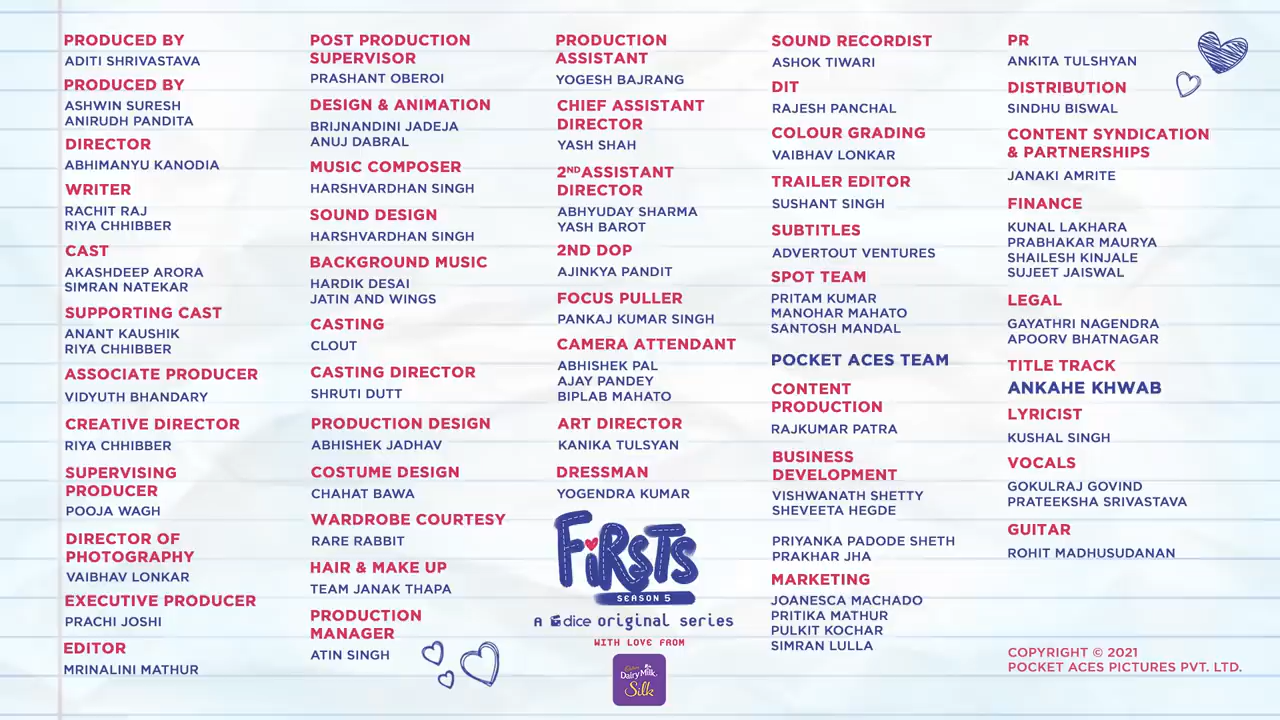 PRODUCED BY
ADITI SHRIVASTAVA
PRODUCED BY
ASHWIN SURESH
ANIRUDH PANDITA
DIRECTOR
ABHIMANYU KANODIA
WRITER
RACHIT RAJ
RIYA CHHIBBER
CAST
AKASHDEEP ARORA
SIMRAN NATEKAR
SUPPORTING CAST
ANANT KAUSHIK
RIYA CHHIBBER
ASSOCIATE PRODUCER
VIDYUTH BHANDARY
CREATIVE DIRECTOR
RIYA CHHIBBER
SUPERVISING
PRODUCER
POOJA WAGH
DIRECTOR OF
PHOTOGRAPHY
VAIBHAV LONKAR
EXECUTIVE PRODUCER
PRACHI JOSHI
EDITOR
MRINALINI MATHUR
POST PRODUCTION
SUPERVISOR
PRASHANT OBEROI
DESIGN & ANIMATION
BRIJNANDINI JADEJA
ANUJ DABRAL
MUSIC COMPOSER
HARSHVARDHAN SINGH
SOUND DESIGN
HARSHVARDHAN SINGH
BACKGROUND MUSIC
HARDIK DESAI
JATIN AND WINGS
CASTING
CLOUT
CASTING DIRECTOR
SHRUTI DUTT
PRODUCTION DESIGN
ABHISHEK JADHAV
COSTUME DESIGN
CHAHAT BAWA
WARDROBE COURTESY
RARE RABBIT
HAIR & MAKE UP
TEAM JANAK THAPA
PRODUCTION
MANAGER
ATIN SINGH
PRODUCTION
ASSISTANT
YOGESH BAJRANG
CHIEF ASSISTANT
DIRECTOR
YASH SHAH
2ND ASSISTANT
DIRECTOR
ABHYUDAY SHARMA
YASH BAROT
2ND DOP
AJINKYA PANDIT
FOCUS PULLER
PANKAJ KUMAR SINGH
CAMERA ATTENDANT
ABHISHEK PAL
AJAY PANDEY
BIPLAB MAHATO
ART DIRECTOR
KANIKA TULSYAN
DRESSMAN
YOGENDRA KUMAR
FiRSTS
SEASON 5
A dice original series
WITH LOVE FROM
Cadbury
Dairy Milk
Silk
SOUND RECORDIST
ASHOK TIWARI
DIT
RAJESH PANCHAL
COLOUR GRADING
VAIBHAV LONKAR
TRAILER EDITOR
SUSHANT SINGH
SUBTITLES
ADVERTOUT VENTURES
SPOT TEAM
PRITAM KUMAR
MANOHAR MAHATO
SANTOSH MANDAL
POCKET ACES TEAM
CONTENT
PRODUCTION
RAJKUMAR PATRA
BUSINESS
DEVELOPMENT
VISHWANATH SHETTY
SHEVEETA HEGDE
PRIYANKA PADODE SHETH
PRAKHAR JHA
MARKETING
JOANESCA MACHADO
PRITIKA MATHUR
PULKIT KOCHAR
SIMRAN LULLA
PR
ANKITA TULSHYAN
DISTRIBUTION
SINDHU BISWAL
CONTENT SYNDICATION
& PARTNERSHIPS
JANAKI AMRITE
FINANCE
KUNAL LAKHARA
PRABHAKAR MAURYA
SHAILESH KINJALE
SUJEET JAISWAL
LEGAL
GAYATHRI NAGENDRA
APOORV BHATNAGAR
TITLE TRACK
ANKAHE KHWAB
LYRICIST
KUSHAL SINGH
VOCALS
GOKULRAJ GOVIND
PRATEEKSHA SRIVASTAVA
GUITAR
ROHIT MADHUSUDANAN
COPYRIGHT © 2021
POCKET ACES PICTURES PVT. LTD.